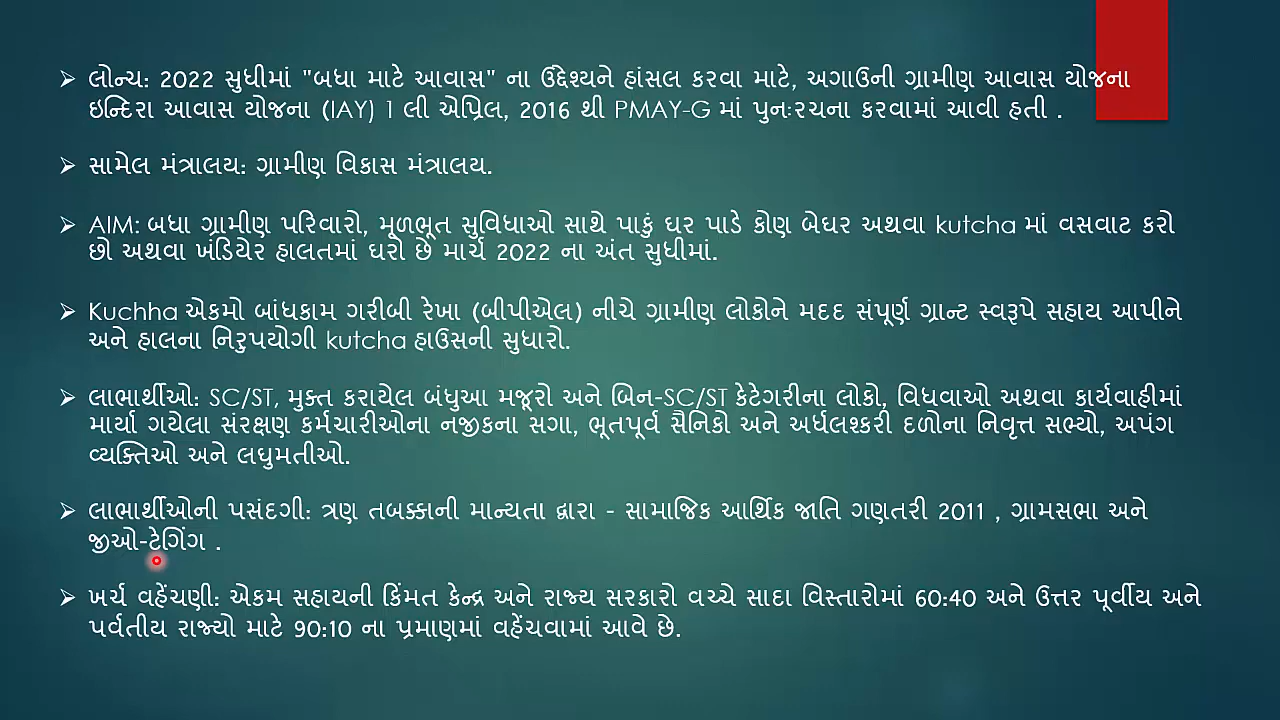 લોન્ચ: 2022 સુધીમાં "બધા માટે આવાસ" ના ઉદ્દેશ્યને હાંસલ કરવા માટે, અગાઉની ગ્રામીણ આવાસ યોજના
ઇન્દિરા આવાસ યોજના (IAY) 1 લી એપ્રિલ, 2016 થી PMAY-G માં પુનઃરચના કરવામાં આવી હતી .
સામેલ મંત્રાલય: ગ્રામીણ વિકાસ મંત્રાલય.
AIM: બધા ગ્રામીણ પરિવારો, મૂળભૂત સુવિધાઓ સાથે પાકું ઘર પાડે કોણ બેઘર અથવા kutcha માં વસવાટ કરો
છો અથવા ખંડિયેર હાલતમાં ઘરો છે માર્ચ 2022 ના અંત સુધીમાં.
Kuchha એકમો બાંધકામ ગરીબી રેખા (બીપીએલ) નીચે ગ્રામીણ લોકોને મદદ સંપૂર્ણ ગ્રાન્ટ સ્વરૂપે સહાય આપીને
અને હાલના નિરુપયોગી kutcha હાઉસની સુધારો.
લાભાર્થીઓ: SC/ST, મુક્ત કરાયેલ બંધુઆ મજૂરો અને બિન-SC/ST કેટેગરીના લોકો, વિધવાઓ અથવા કાર્યવાહીમાં
માર્યા ગયેલા સંરક્ષણ કર્મચારીઓના નજીકના સગા, ભૂતપૂર્વ સૈનિકો અને અર્ધલશ્કરી દળોના નિવૃત્ત સભ્યો, અપંગ
વ્યક્તિઓ અને લઘુમતીઓ.
લાભાર્થીઓની પસંદગી: ત્રણ તબક્કાની માન્યતા દ્વારા - સામાજિક આર્થિક જાતિ ગણતરી 2011 , ગ્રામસભા અને
જીઓ-ટેગિંગ .
ખર્ચ વહેંચણી: એકમ સહાયની કિંમત કેન્દ્ર અને રાજ્ય સરકારો વચ્ચે સાદા વિસ્તારોમાં 60:40 અને ઉત્તર પૂર્વીય અને
પર્વતીય રાજ્યો માટે 90:10 ના પ્રમાણમાં વહેંચવામાં આવે છે.